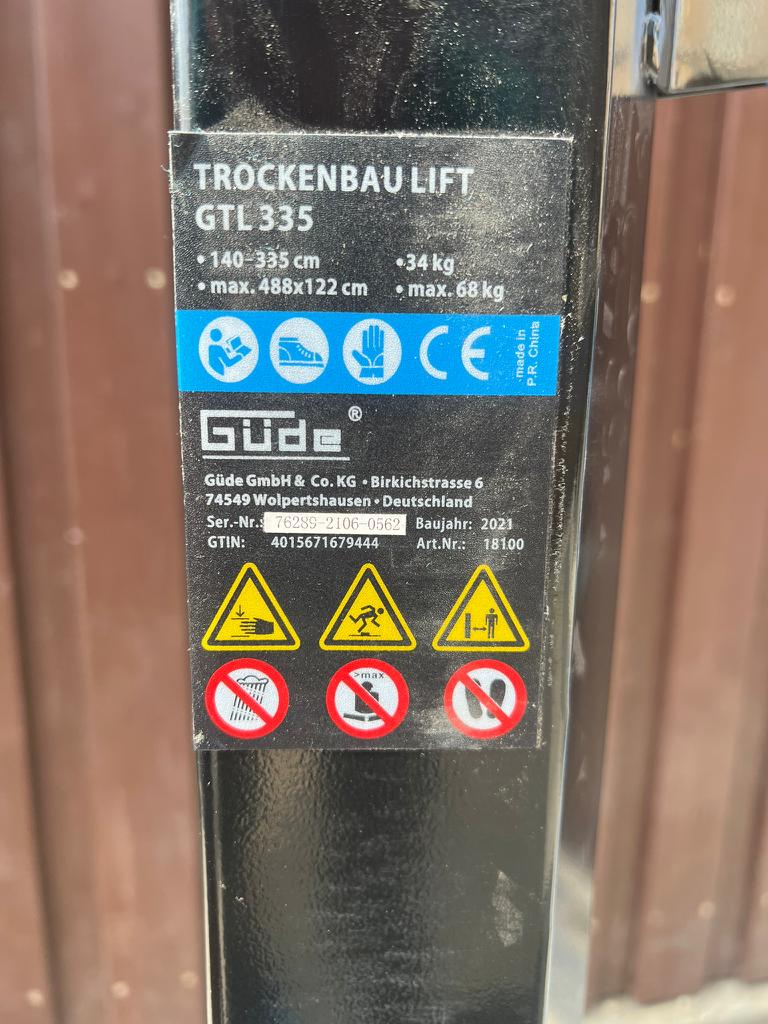 TROCKENBAU LIFT
GTL 335
• 140-335 cm •34 kg
• max. 488x122 cm • max. 68 kg
CE made in P.R. China
Güde®
Güde GmbH & Co. KG • Birkichstrasse 6
74549 Wolpertshausen • Deutschland
Ser.-Nr.: 76289-2106-0562 Baujahr: 2021
GTIN: 4015671679444 Art.Nr.: 18100
>max